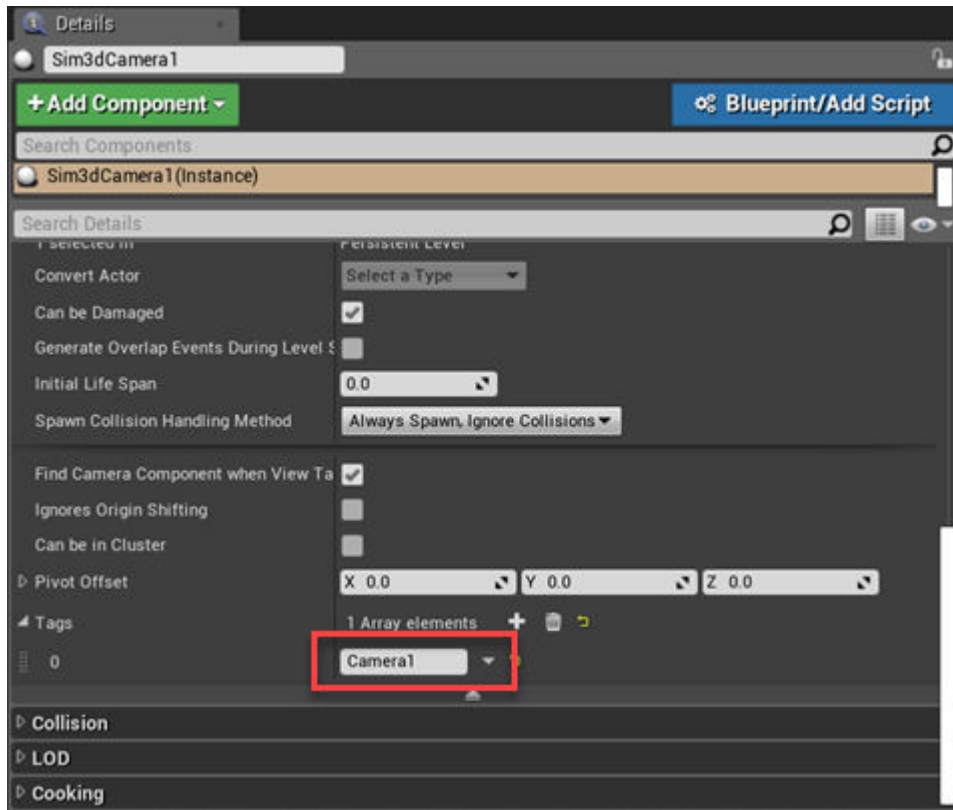 Details
Sim3dCamera1
+Add Component
Blueprint/Add Script
Search Components
Sim3dCamera1(Instance)
Search Details
1 selected in Persistent Level
Convert Actor Select a Type
Can be Damaged
Generate Overlap Events During Level S
Initial Life Span 0.0
Spawn Collision Handling Method Always Spawn, Ignore Collisions
Find Camera Component when View Ta
Ignores Origin Shifting
Can be in Cluster
Pivot Offset X 0.0 Y 0.0 Z 0.0
Tags 1 Array elements
0 Camera1
Collision
LOD
Cooking